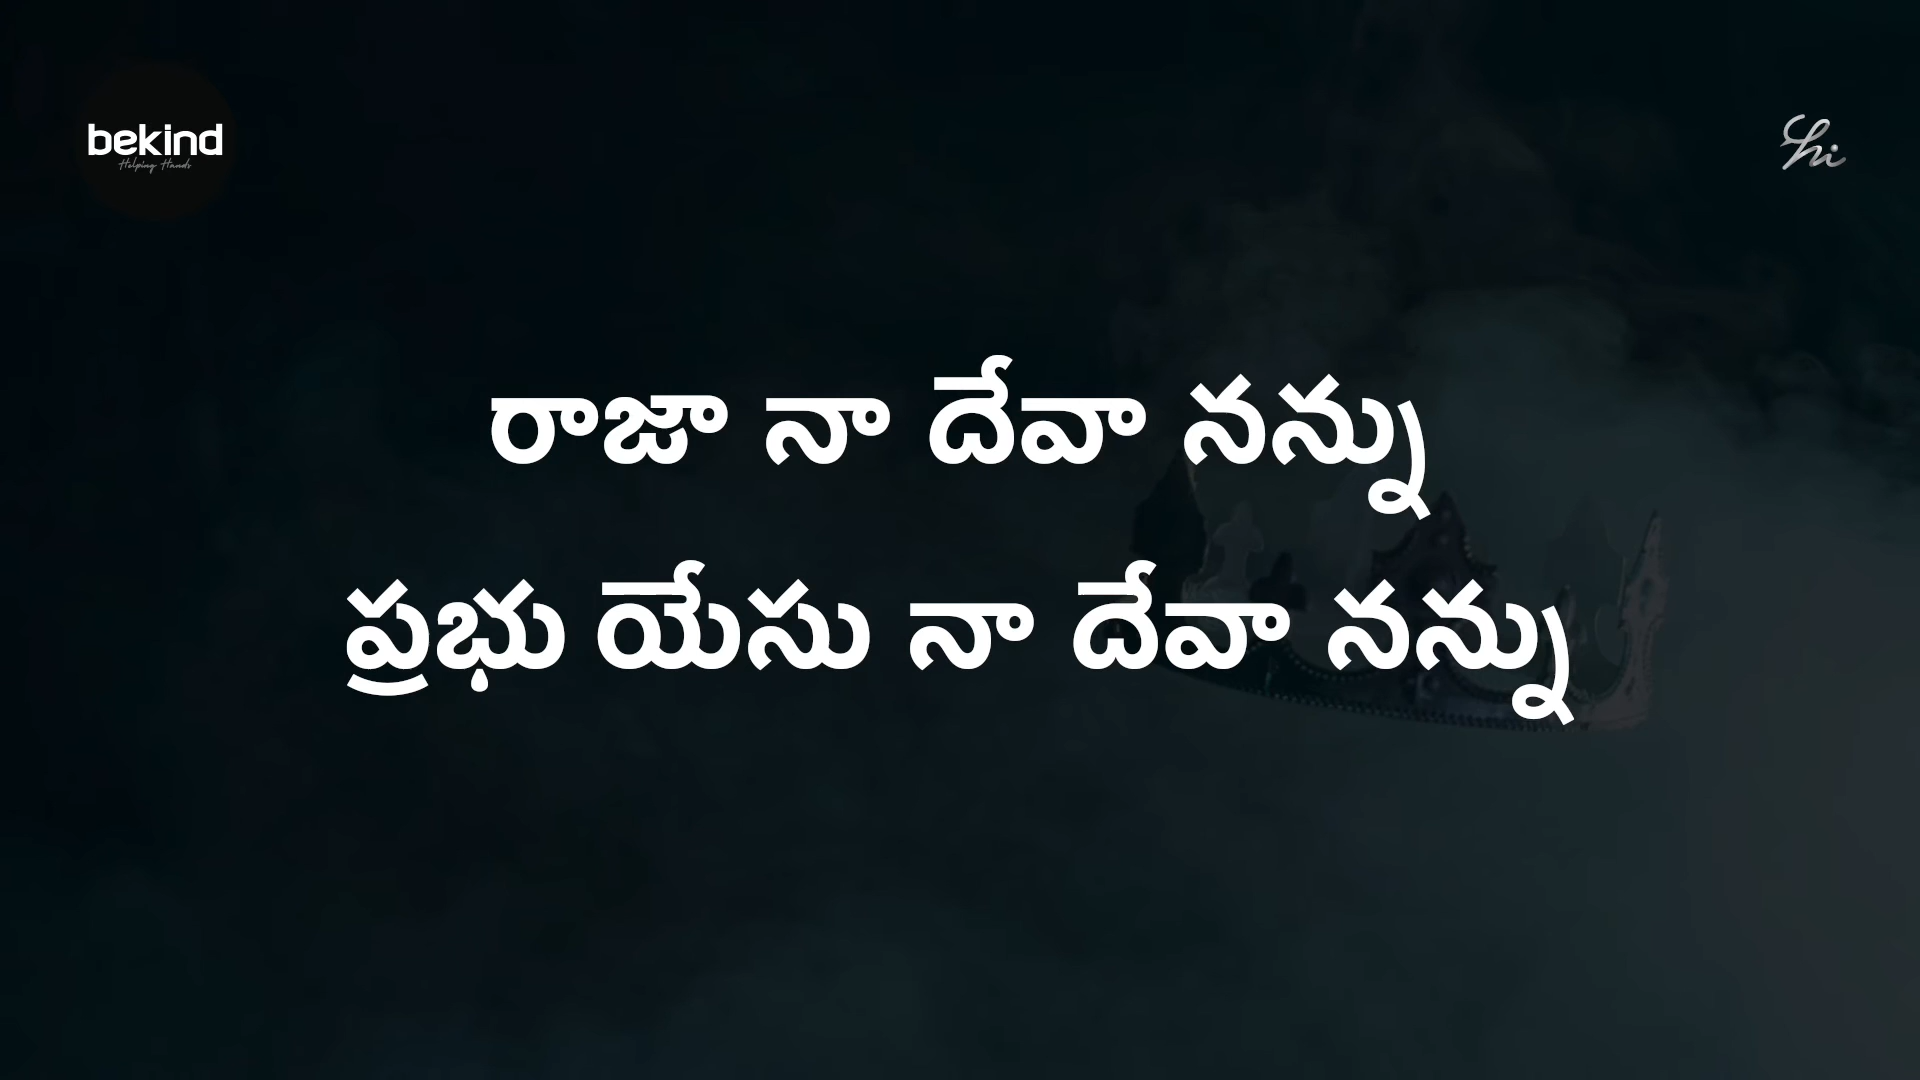 bekind
Helping Hands
రాజా నా దేవా నన్ను
ప్రభు యేసు నా దేవా నన్ను